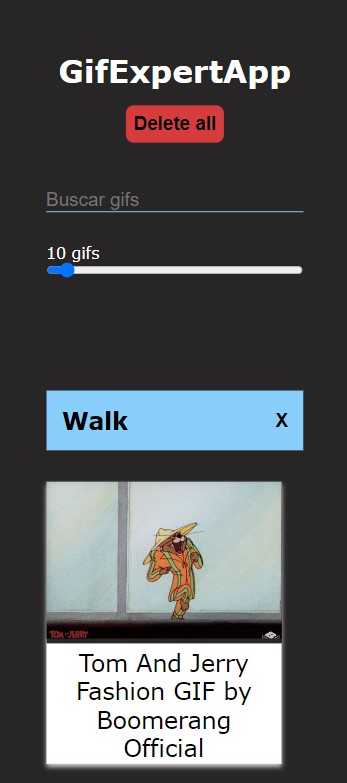 GifExpertApp
Delete all
Buscar gifs
10 gifs
Walk X
TOM AND JERRY
Tom And Jerry
Fashion GIF by
Boomerang
Official